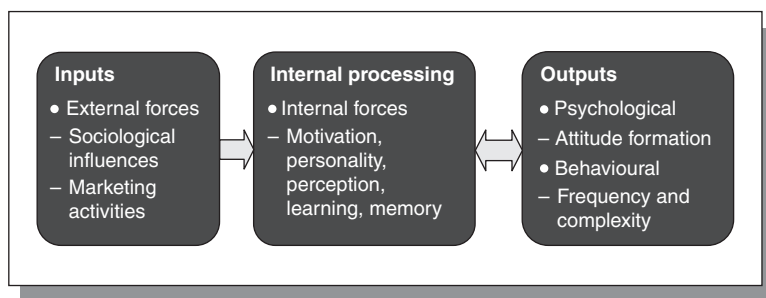 Inputs
● External forces
– Sociological
influences
– Marketing
activities
Internal processing
● Internal forces
– Motivation,
personality,
perception,
learning, memory
Outputs
● Psychological
– Attitude formation
● Behavioural
– Frequency and
complexity